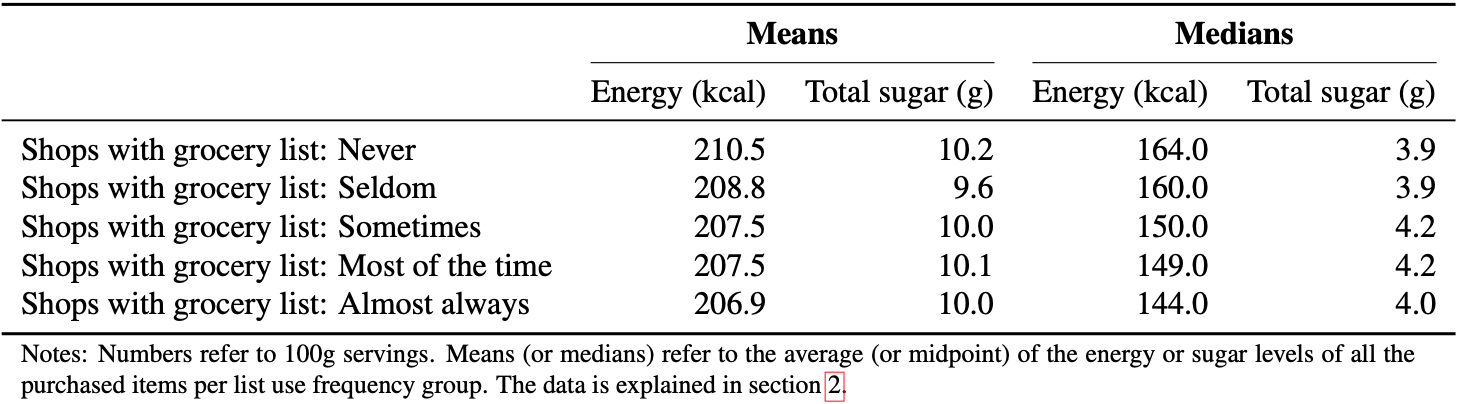 Means Medians
Energy (kcal) Total sugar (g) Energy (kcal) Total sugar (g)
Shops with grocery list: Never 210.5 10.2 164.0 3.9
Shops with grocery list: Seldom 208.8 9.6 160.0 3.9
Shops with grocery list: Sometimes 207.5 10.0 150.0 4.2
Shops with grocery list: Most of the time 207.5 10.1 149.0 4.2
Shops with grocery list: Almost always 206.9 10.0 144.0 4.0
Notes: Numbers refer to 100g servings. Means (or medians) refer to the average (or midpoint) of the energy or sugar levels of all the
purchased items per list use frequency group. The data is explained in section 2.